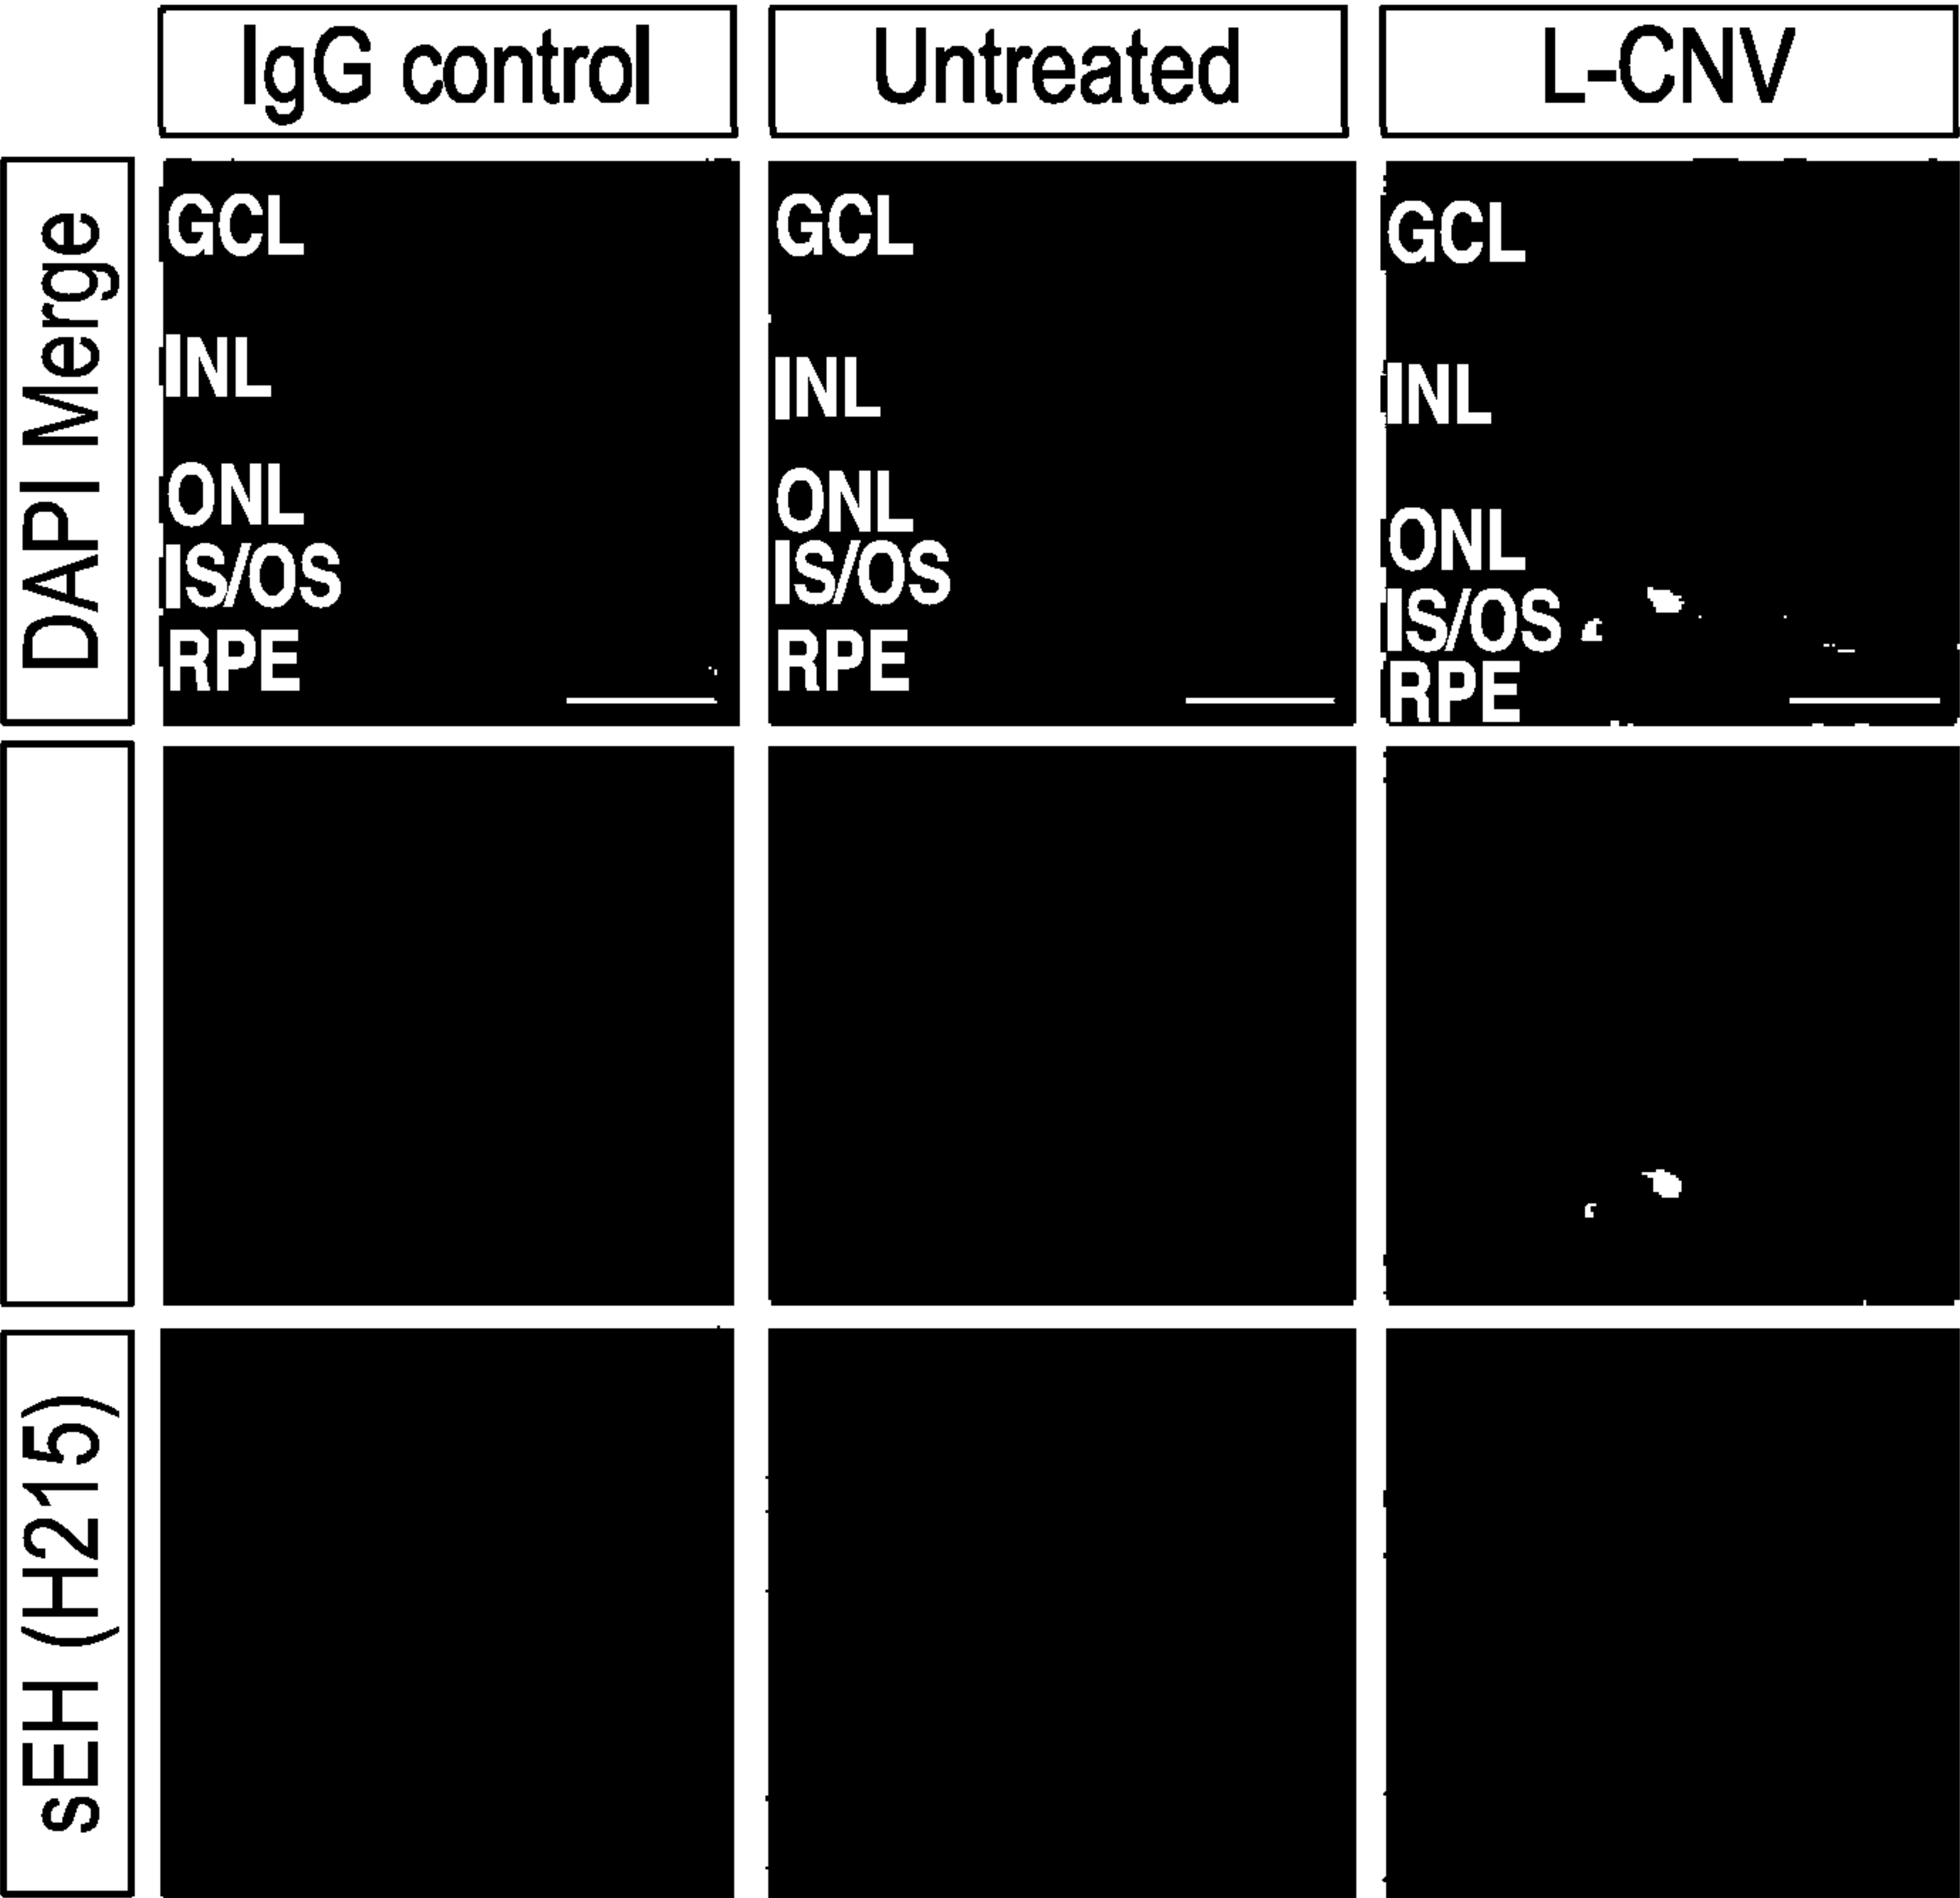 IgG control
Untreated
L-CNV
DAPI Merge
GCL
INL
ONL
IS/OS
RPE
GCL
INL
ONL
IS/OS
RPE
GCL
INL
ONL
IS/OS
RPE
sEH (H215)